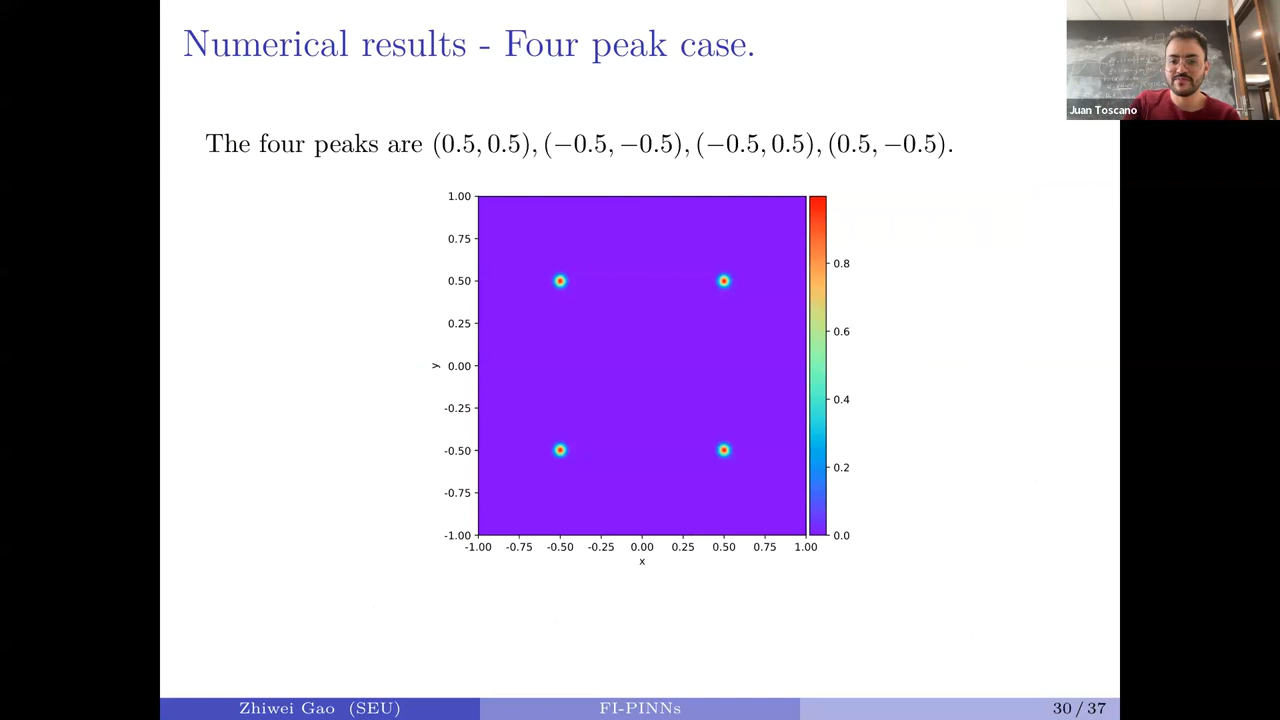 Numerical results - Four peak case.
Juan Toscano
The four peaks are (0.5, 0.5), (−0.5, −0.5), (−0.5, 0.5), (0.5, −0.5).
1.00
0.75
0.50
0.25
0.00
-0.25
-0.50
-0.75
-1.00
y
-1.00 -0.75 -0.50 -0.25 0.00 0.25 0.50 0.75 1.00
x
0.8
0.6
0.4
0.2
0.0
Zhiwei Gao (SEU) FI-PINNs 30 / 37